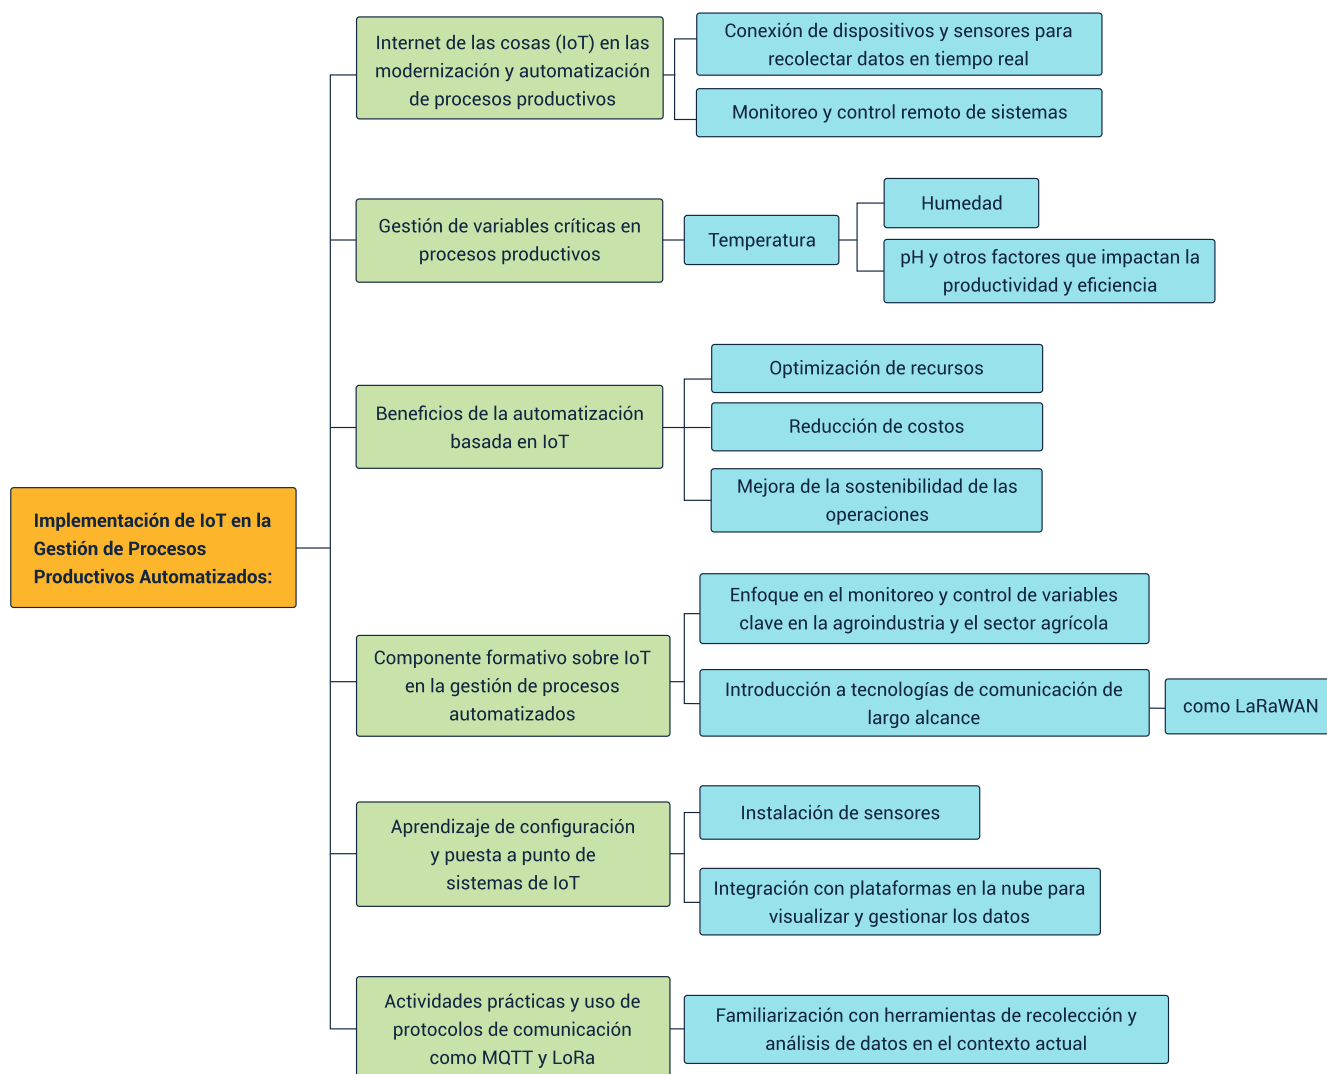 Internet de las cosas (IoT) en las
modernización y automatización
de procesos productivos
Conexión de dispositivos y sensores para
recolectar datos en tiempo real
Monitoreo y control remoto de sistemas
Gestión de variables críticas en
procesos productivos
Temperatura
Humedad
pH y otros factores que impactan la
productividad y eficiencia
Beneficios de la automatización
basada en IoT
Optimización de recursos
Reducción de costos
Mejora de la sostenibilidad de las
operaciones
Implementación de IoT en la
Gestión de Procesos
Productivos Automatizados:
Componente formativo sobre IoT
en la gestión de procesos
automatizados
Enfoque en el monitoreo y control de variables
clave en la agroindustria y el sector agrícola
Introducción a tecnologías de comunicación de
largo alcance
como LaRaWAN
Aprendizaje de configuración
y puesta a punto de
sistemas de IoT
Instalación de sensores
Integración con plataformas en la nube para
visualizar y gestionar los datos
Actividades prácticas y uso de
protocolos de comunicación
como MQTT y LoRa
Familiarización con herramientas de recolección y
análisis de datos en el contexto actual